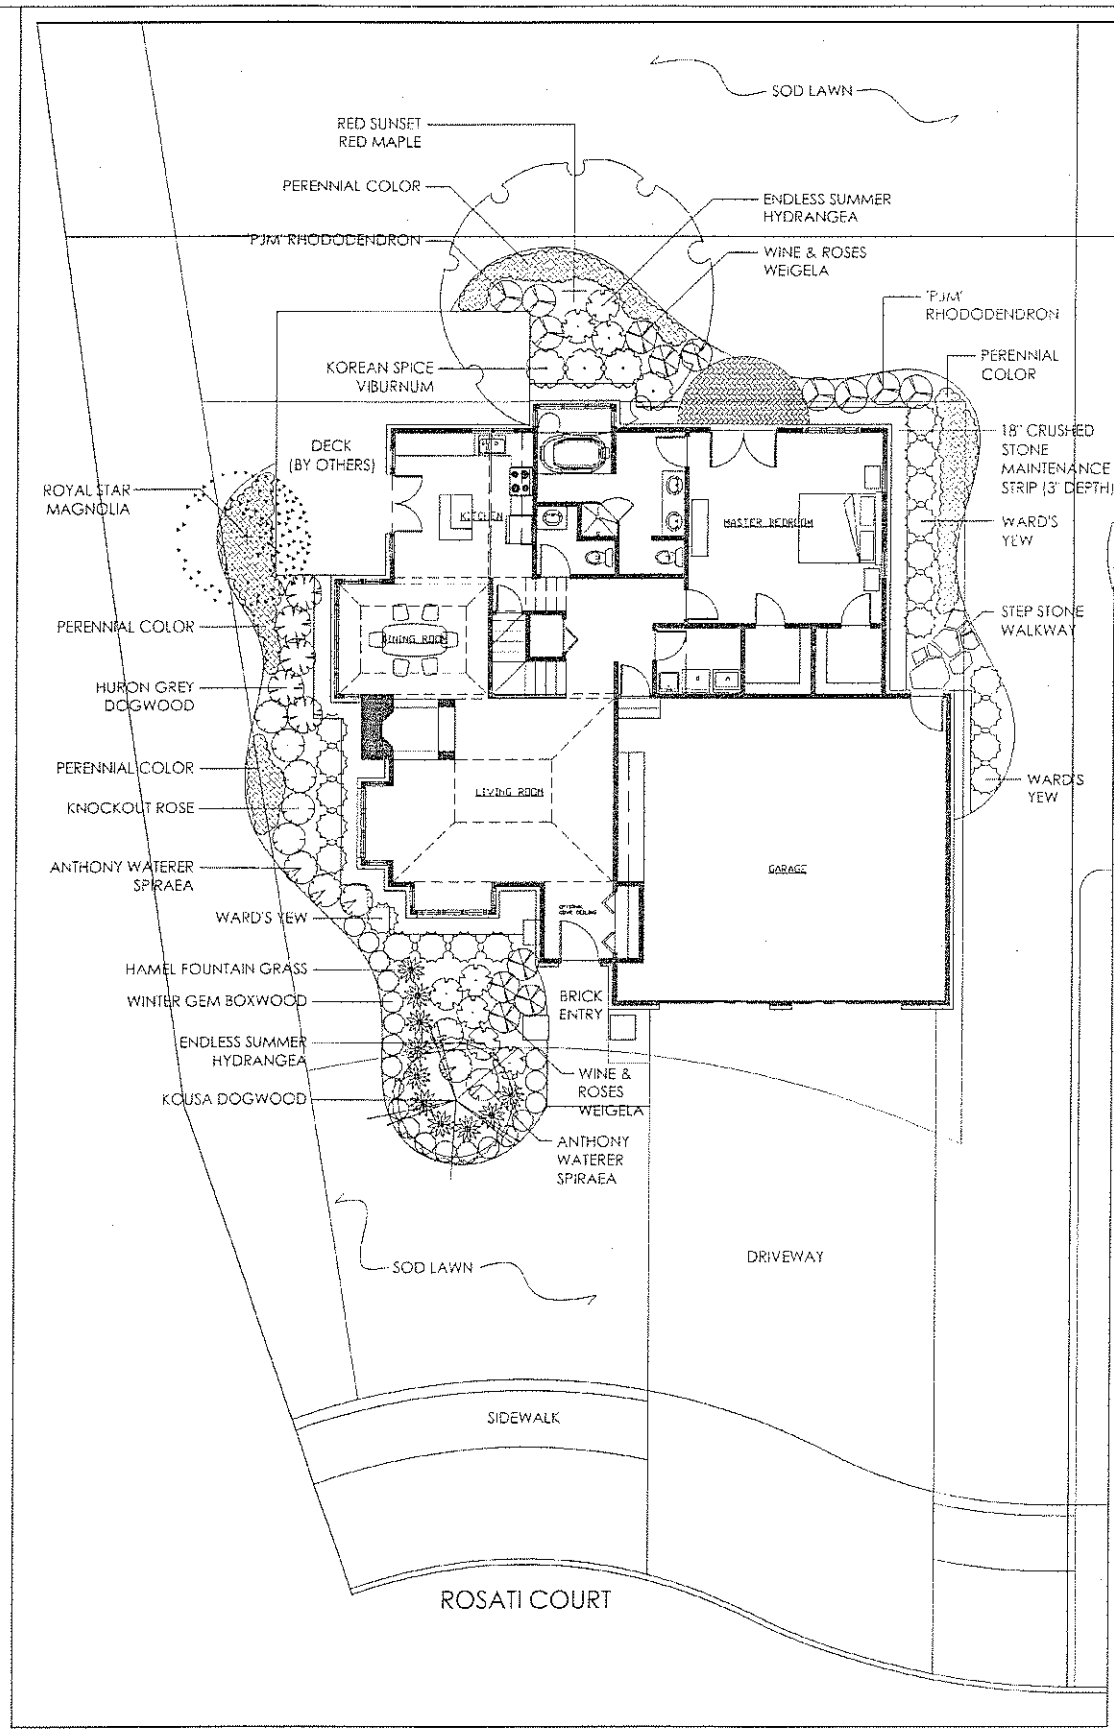 SOD LAWN
RED SUNSET
RED MAPLE
PERENNIAL COLOR
ENDLESS SUMMER
HYDRANGEA
'PJM' RHODODENDRON
WINE & ROSES
WEIGELA
'PJM'
RHODODENDRON
KOREAN SPICE
VIBURNUM
PERENNIAL
COLOR
DECK
(BY OTHERS)
18" CRUSHED
STONE
MAINTENANCE
STRIP (3" DEPTH)
ROYAL STAR
MAGNOLIA
KITCHEN
MASTER BEDROOM
WARD'S
YEW
PERENNIAL COLOR
DINING ROOM
STEP STONE
WALKWAY
HURON GREY
DOGWOOD
PERENNIAL COLOR
LIVING ROOM
WARD'S
YEW
KNOCKOUT ROSE
ANTHONY WATERER
SPIRAEA
GARAGE
WARD'S YEW
OPTIONAL
CEILING
HAMEL FOUNTAIN GRASS
WINTER GEM BOXWOOD
BRICK
ENTRY
ENDLESS SUMMER
HYDRANGEA
WINE &
ROSES
WEIGELA
KOUSA DOGWOOD
ANTHONY
WATERER
SPIRAEA
SOD LAWN
DRIVEWAY
SIDEWALK
ROSATI COURT